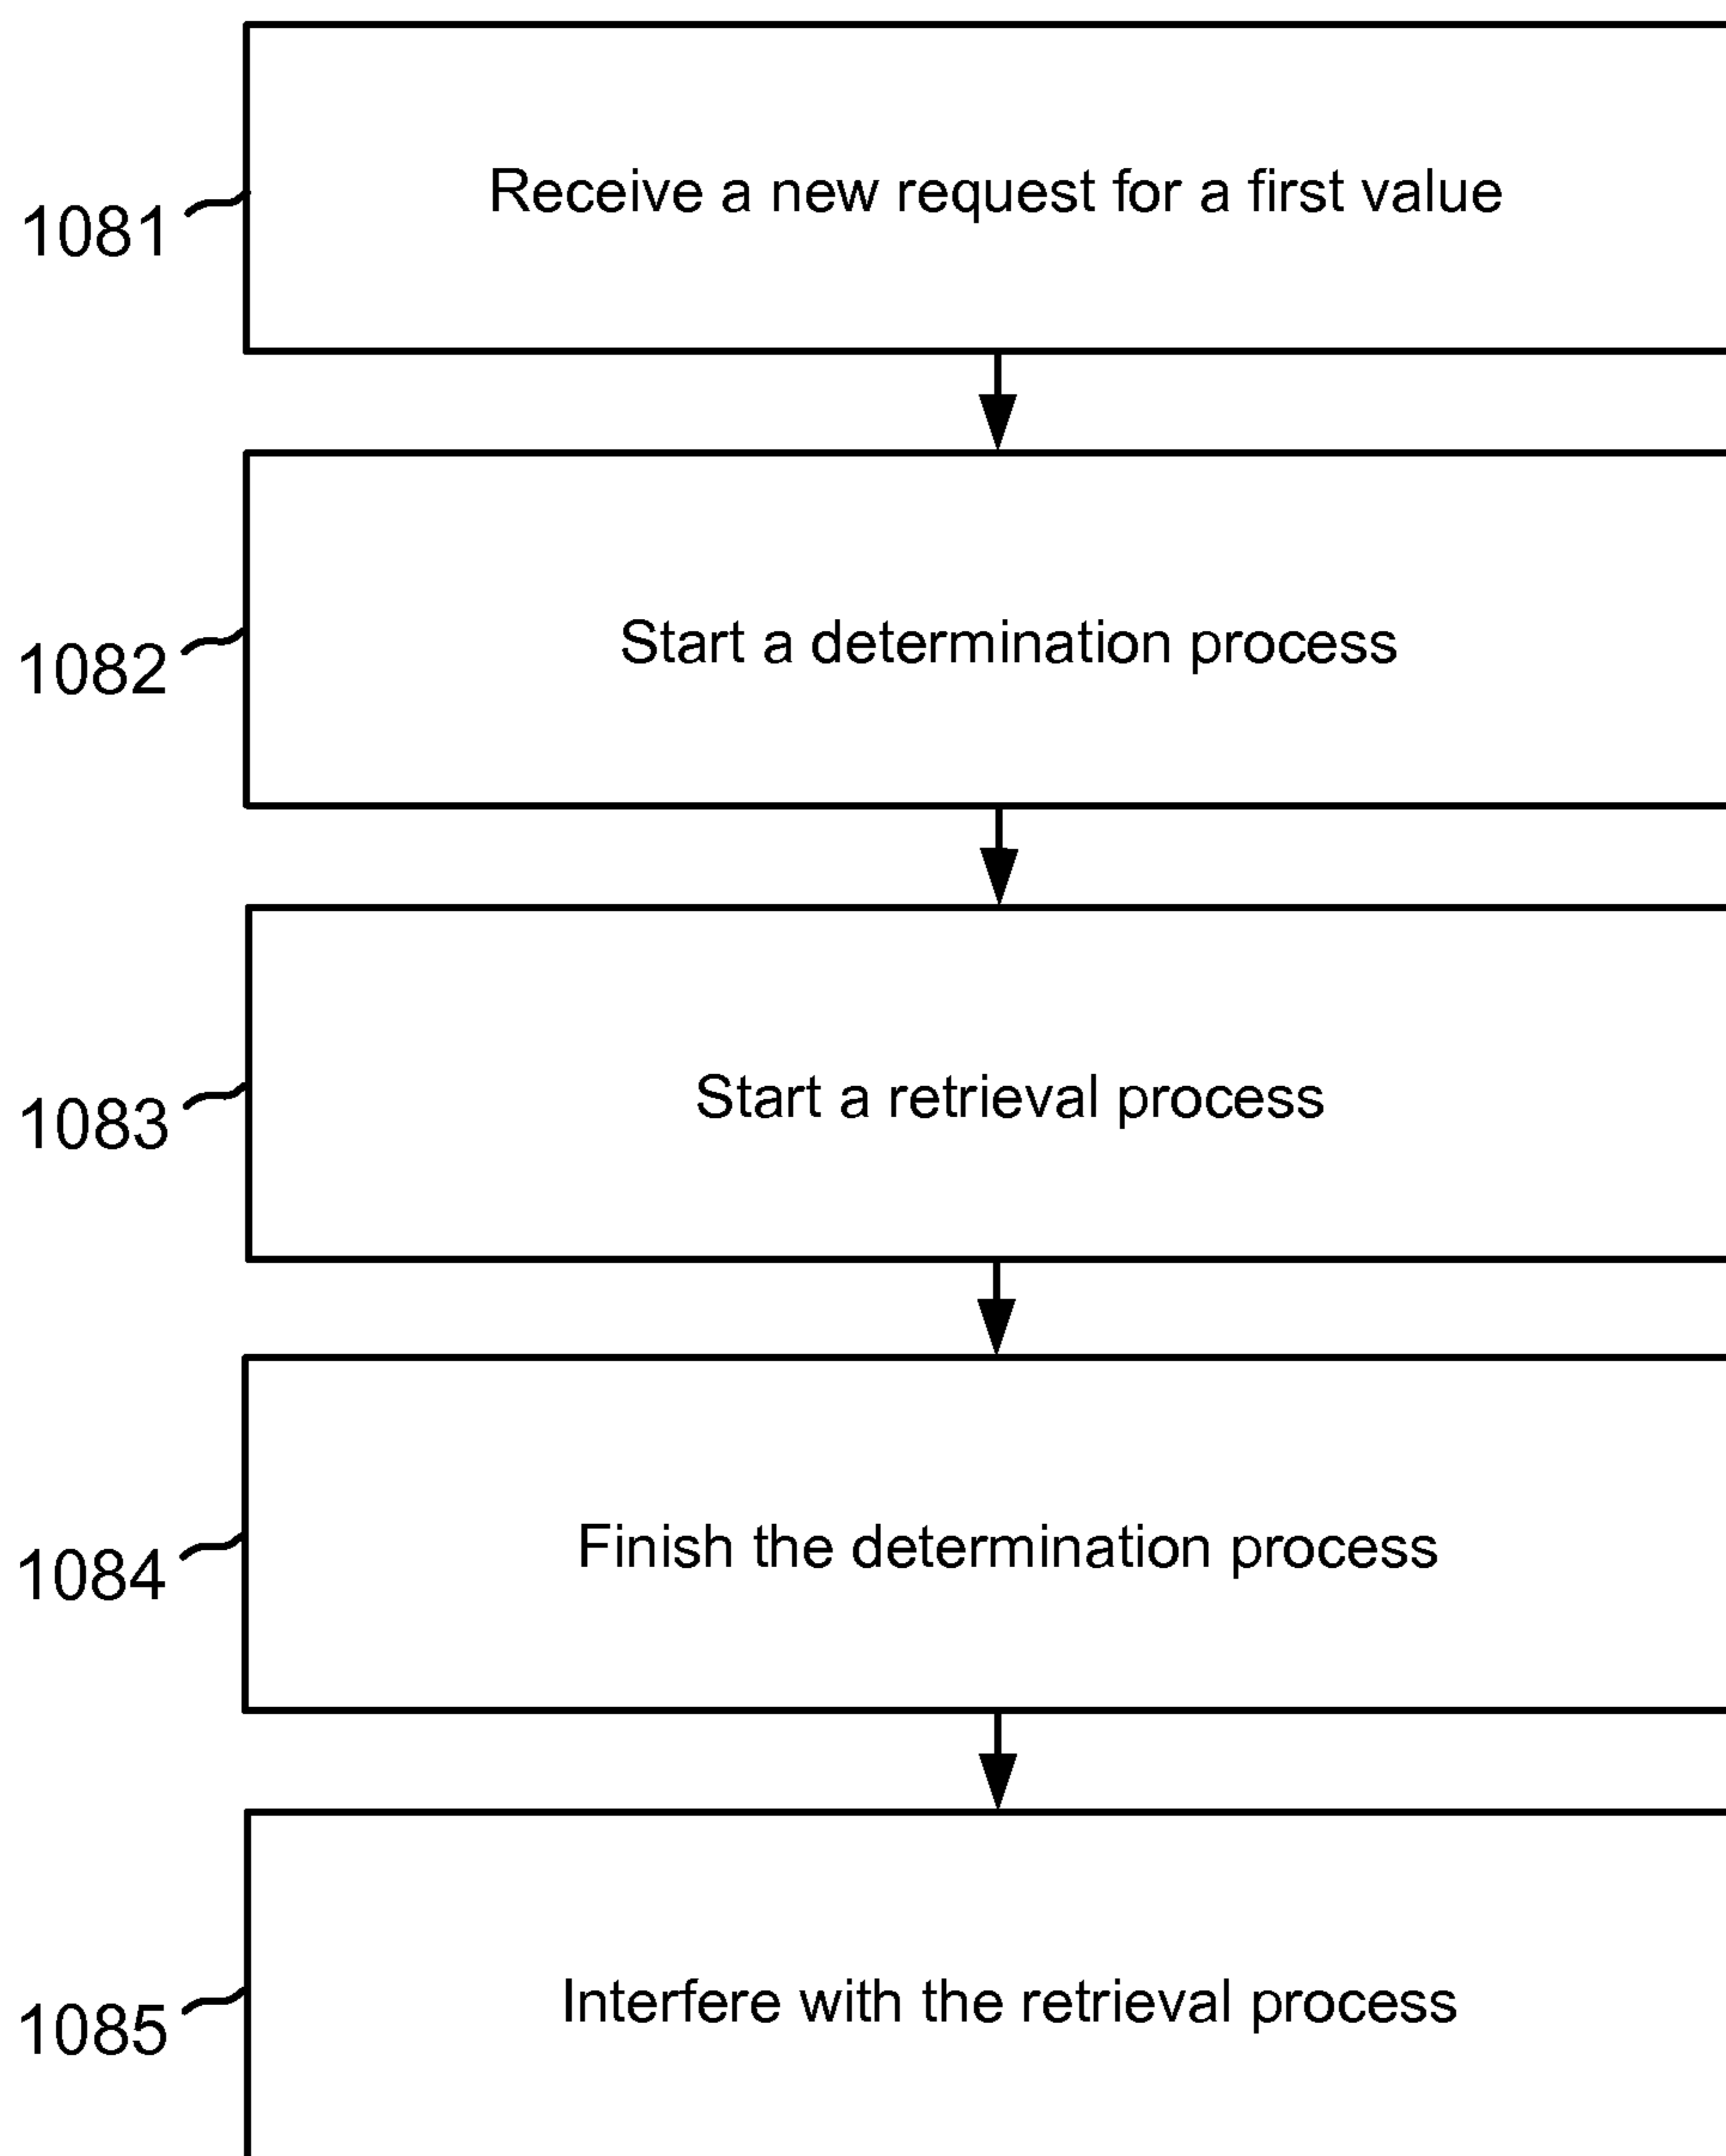 Receive a new request for a first value
1081
Start a determination process
1082
Start a retrieval process
1083
Finish the determination process
1084
Interfere with the retrieval process
1085